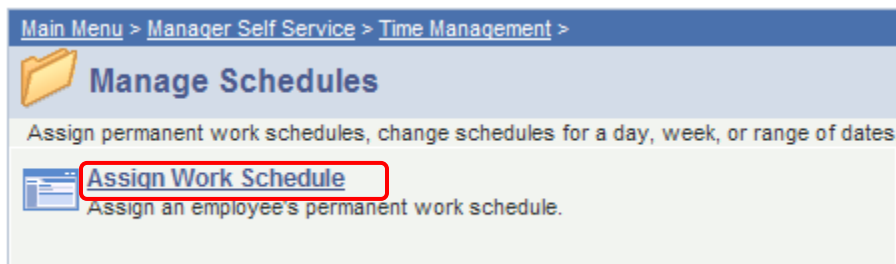 Main Menu > Manager Self Service > Time Management >
Manage Schedules
Assign permanent work schedules, change schedules for a day, week, or range of dates
Assign Work Schedule
Assign an employee's permanent work schedule.